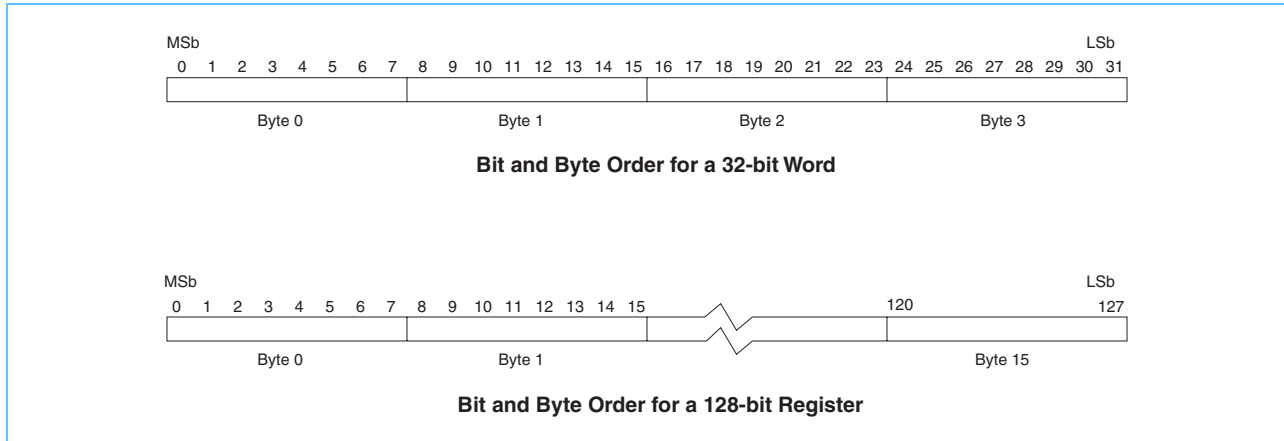 MSb LSb
0 1 2 3 4 5 6 7 8 9 10 11 12 13 14 15 16 17 18 19 20 21 22 23 24 25 26 27 28 29 30 31
Byte 0 Byte 1 Byte 2 Byte 3
Bit and Byte Order for a 32-bit Word
MSb LSb
0 1 2 3 4 5 6 7 8 9 10 11 12 13 14 15 120 127
Byte 0 Byte 1 Byte 15
Bit and Byte Order for a 128-bit Register